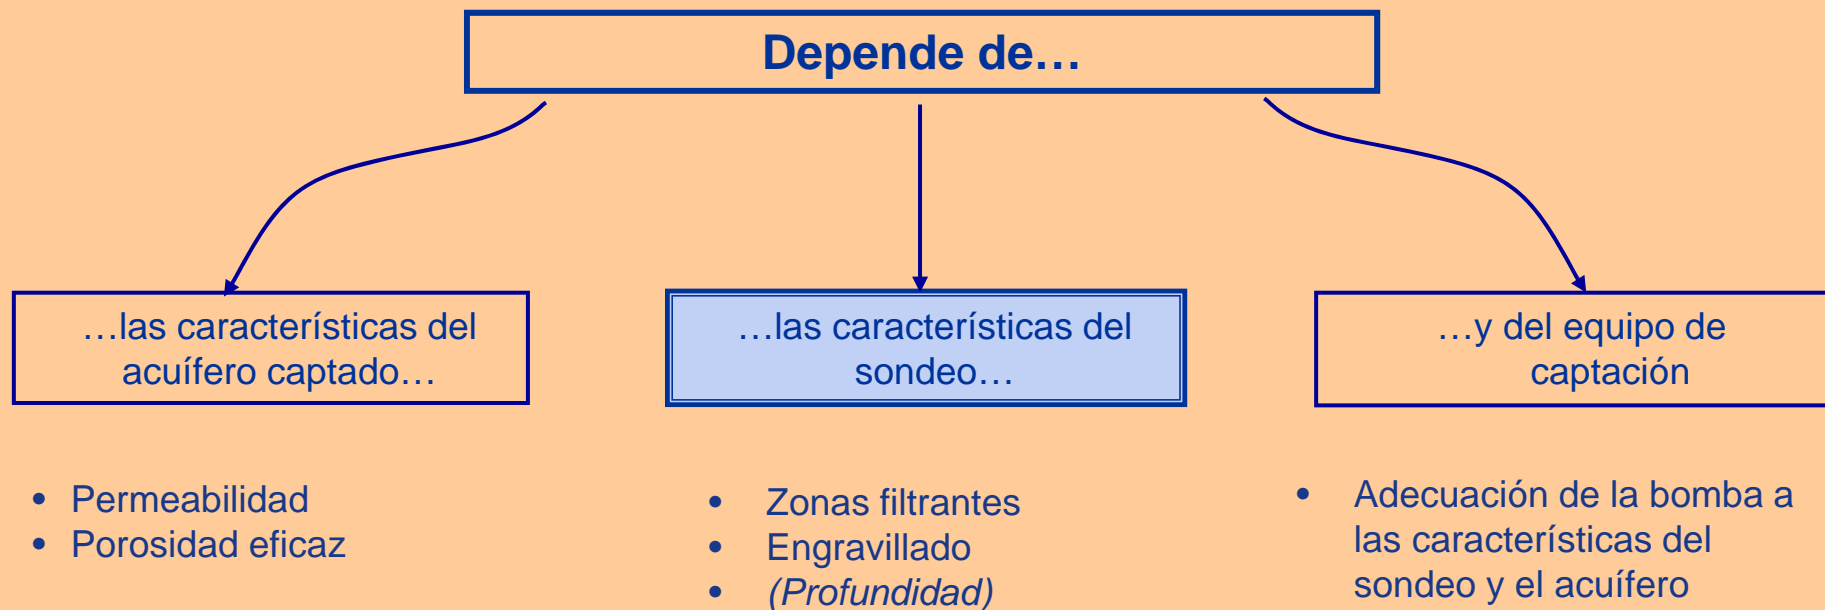 Depende de…
…las características del
acuífero captado…
• Permeabilidad
• Porosidad eficaz
…las características del
sondeo…
• Zonas filtrantes
• Engravillado
• (Profundidad)
…y del equipo de
captación
• Adecuación de la bomba a
las características del
sondeo y el acuífero